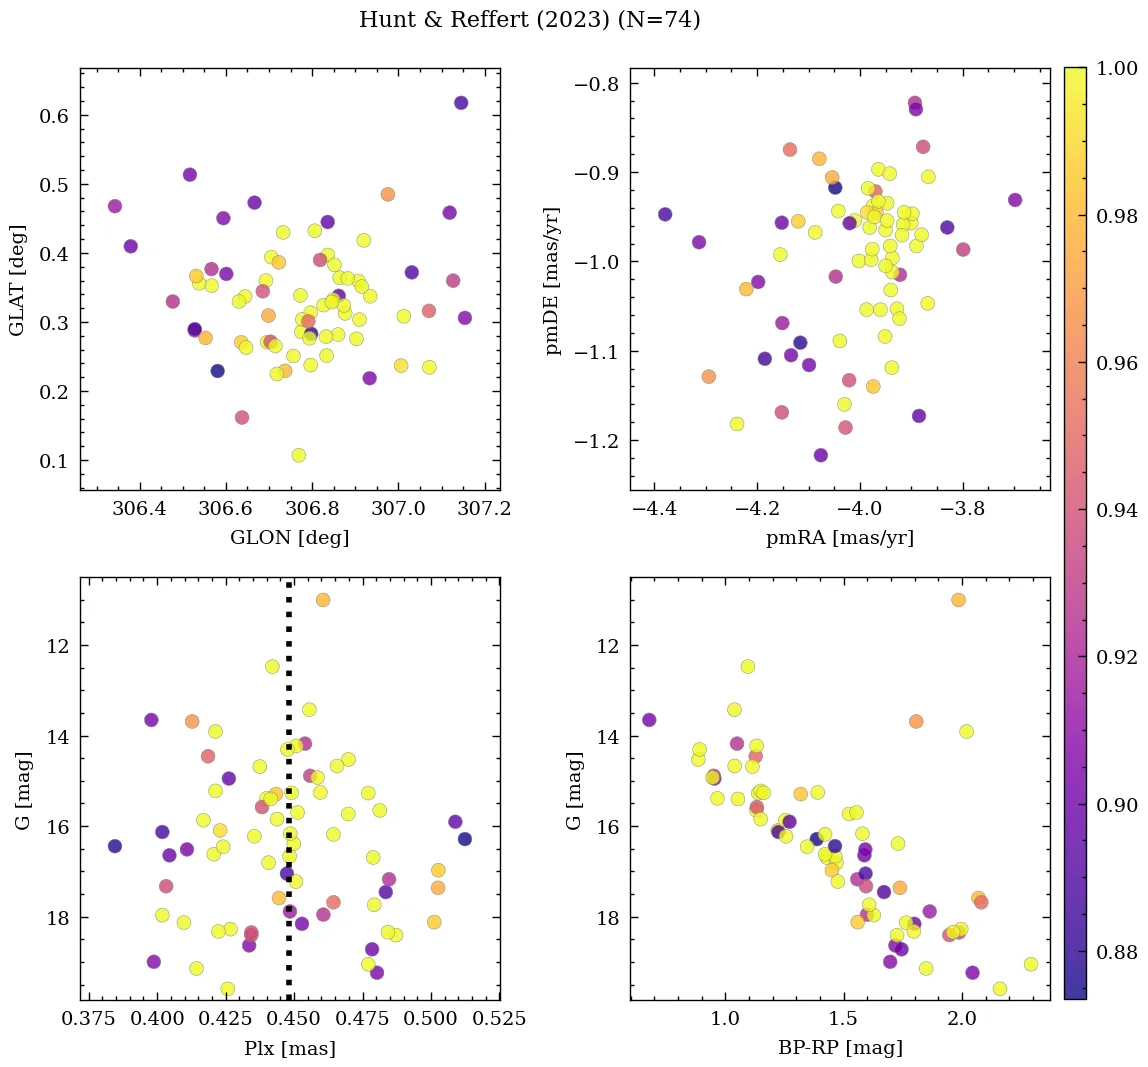 Hunt & Reffert (2023) (N=74)
0.6
0.5
0.4
0.3
0.2
0.1
GLAT [deg]
306.4 306.6 306.8 307.0 307.2
GLON [deg]
−0.8
−0.9
−1.0
−1.1
−1.2
pmDE [mas/yr]
−4.4 −4.2 −4.0 −3.8
pmRA [mas/yr]
12
14
16
18
G [mag]
0.375 0.400 0.425 0.450 0.475 0.500 0.525
Plx [mas]
12
14
16
18
G [mag]
1.0 1.5 2.0
BP-RP [mag]
1.00
0.98
0.96
0.94
0.92
0.90
0.88